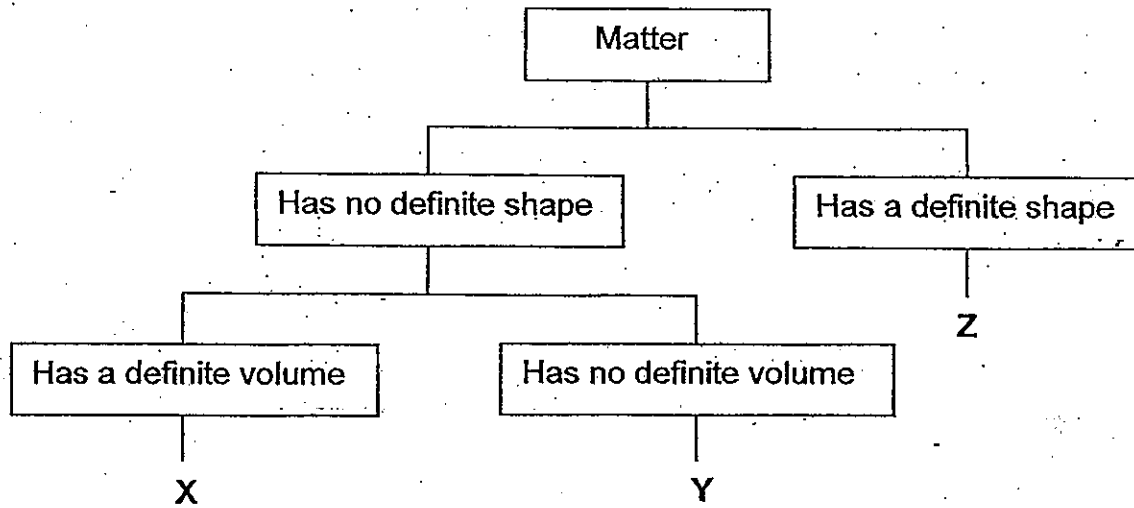 Matter
Has no definite shape
Has a definite shape
Z
Has a definite volume
Has no definite volume
X
Y